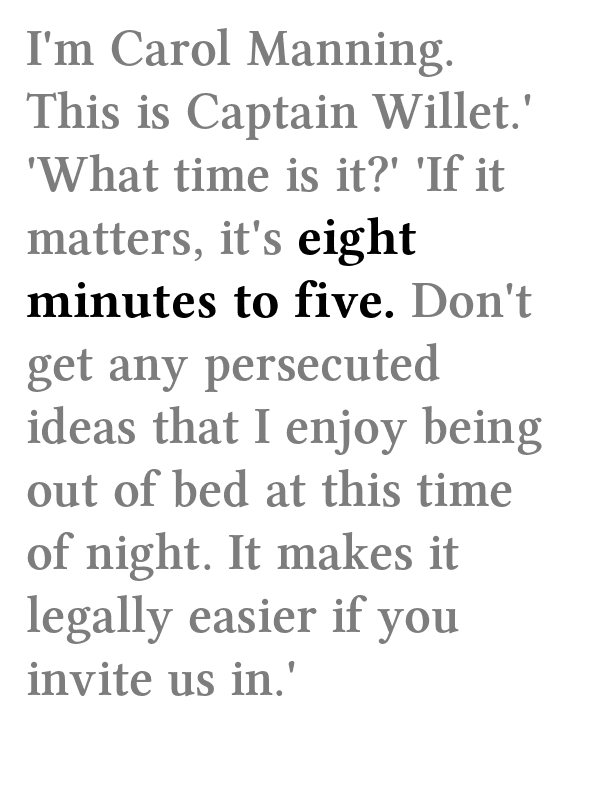 I'm Carol Manning.
This is Captain Willet.'
'What time is it?' 'If it
matters, it's eight
minutes to five. Don't
get any persecuted
ideas that I enjoy being
out of bed at this time
of night. It makes it
legally easier if you
invite us in.'